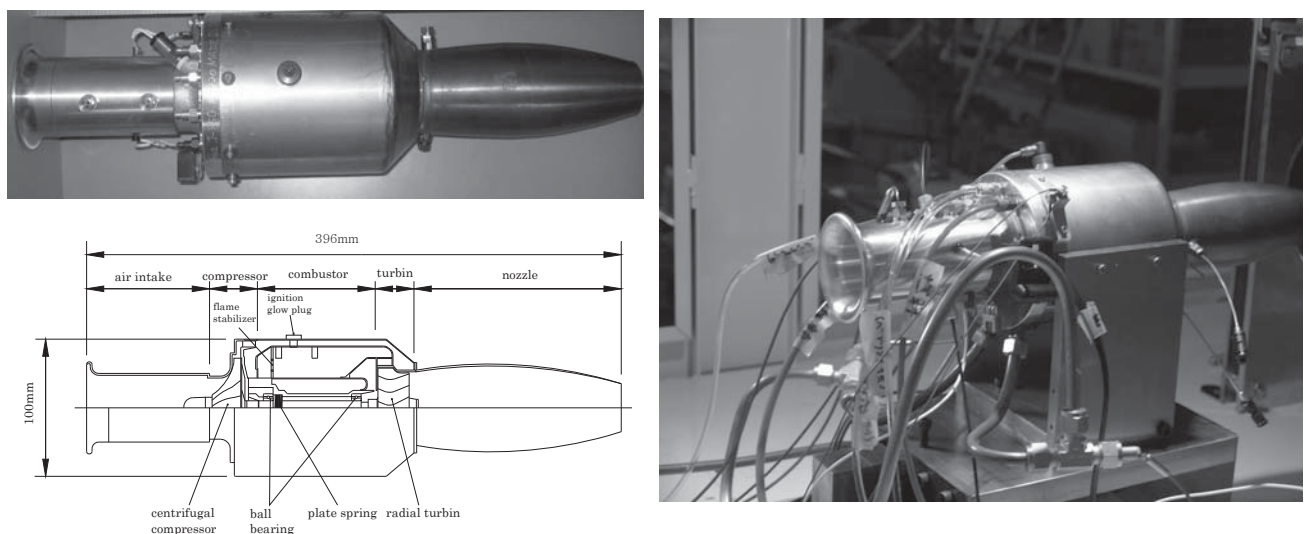 396mm
air intake
compressor
combustor
turbin
nozzle
flame
stabilizer
ignition
glow plug
100mm
centrifugal
compressor
ball
bearing
plate spring
radial turbin